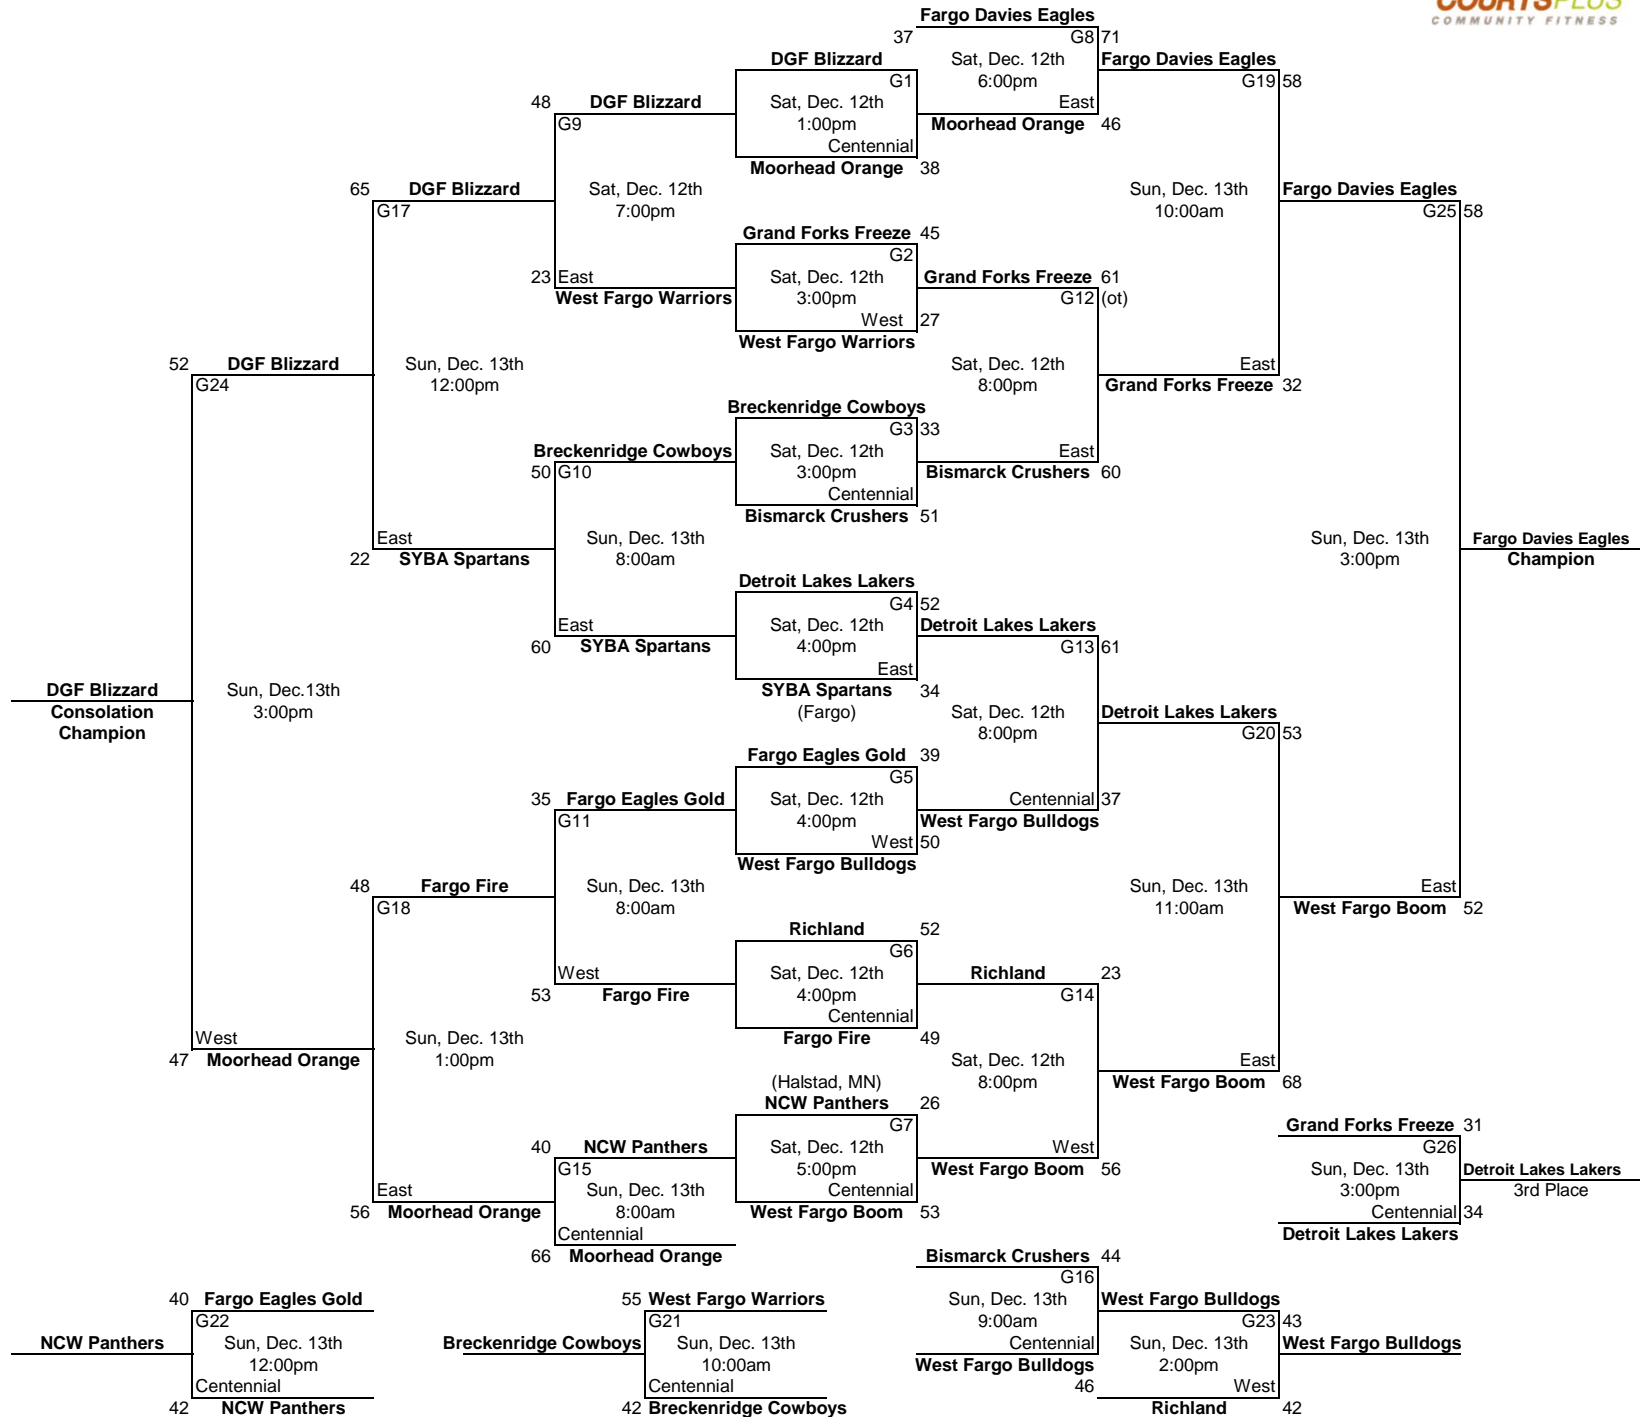 COURTSPLUS
COMMUNITY FITNESS
Fargo Davies Eagles
37 G8 71
DGF Blizzard Sat, Dec. 12th Fargo Davies Eagles
G1 6:00pm G19 58
48 DGF Blizzard Sat, Dec. 12th East
G9 1:00pm Moorhead Orange 46
Centennial
Moorhead Orange 38
65 DGF Blizzard Sat, Dec. 12th Sun, Dec. 13th Fargo Davies Eagles
G17 7:00pm 10:00am G25 58
Grand Forks Freeze 45
G2
23 East Sat, Dec. 12th Grand Forks Freeze 61
West Fargo Warriors 3:00pm G12 (ot)
West 27
West Fargo Warriors
52 DGF Blizzard Sun, Dec. 13th Sat, Dec. 12th East
G24 12:00pm 8:00pm Grand Forks Freeze 32
Breckenridge Cowboys
G3 33
Breckenridge Cowboys Sat, Dec. 12th East
50 G10 3:00pm Bismarck Crushers 60
Centennial
Bismarck Crushers 51
East Sun, Dec. 13th Sun, Dec. 13th Fargo Davies Eagles
22 SYBA Spartans 8:00am 3:00pm Champion
Detroit Lakes Lakers
G4 52
East Sat, Dec. 12th Detroit Lakes Lakers
60 SYBA Spartans 4:00pm G13 61
East
DGF Blizzard Sun, Dec.13th SYBA Spartans 34
Consolation 3:00pm (Fargo) Sat, Dec. 12th Detroit Lakes Lakers
Champion 8:00pm G20 53
Fargo Eagles Gold 39
G5
35 Fargo Eagles Gold Sat, Dec. 12th Centennial 37
G11 4:00pm West Fargo Bulldogs
West 50
West Fargo Bulldogs
48 Fargo Fire Sun, Dec. 13th Sun, Dec. 13th East
G18 8:00am 11:00am West Fargo Boom 52
Richland 52
G6
West Sat, Dec. 12th Richland 23
53 Fargo Fire 4:00pm G14
Centennial
West Sun, Dec. 13th Fargo Fire 49
47 Moorhead Orange 1:00pm Sat, Dec. 12th East
(Halstad, MN) 8:00pm West Fargo Boom 68
NCW Panthers 26
G7 Grand Forks Freeze 31
40 NCW Panthers Sat, Dec. 12th West G26
G15 5:00pm West Fargo Boom 56 Sun, Dec. 13th Detroit Lakes Lakers
East Sun, Dec. 13th Centennial 3:00pm 3rd Place
56 Moorhead Orange 8:00am West Fargo Boom 53 Centennial 34
Centennial Detroit Lakes Lakers
66 Moorhead Orange Bismarck Crushers 44
G16
40 Fargo Eagles Gold 55 West Fargo Warriors Sun, Dec. 13th West Fargo Bulldogs
G22 G21 9:00am G23 43
NCW Panthers Sun, Dec. 13th Breckenridge Cowboys Sun, Dec. 13th Centennial Sun, Dec. 13th West Fargo Bulldogs
12:00pm 10:00am West Fargo Bulldogs 2:00pm
Centennial Centennial 46 West
42 NCW Panthers 42 Breckenridge Cowboys Richland 42